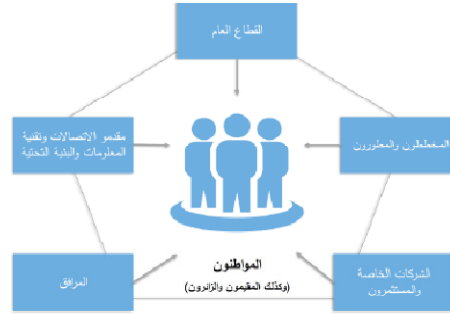 القطاع العام
المخططون والمطورون
مقدمو الاتصالات وتقنية
المعلومات والبنية التحتية
المواطنون
(وكذلك المقيمون والزائرون)
الشركات الخاصة
والمستثمرون
المرافق